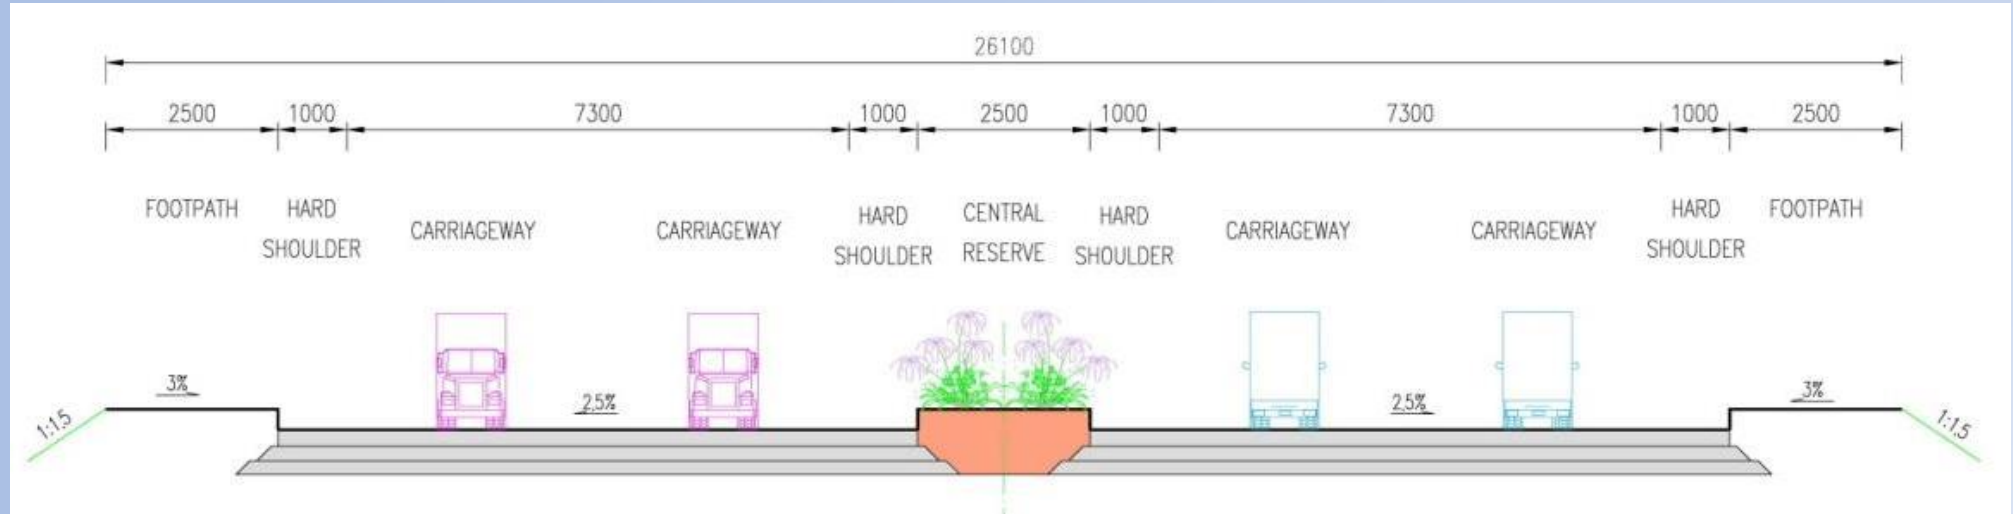 26100
2500 1000 7300 1000 2500 1000 7300 1000 2500
FOOTPATH
HARD
SHOULDER
CARRIAGEWAY
CARRIAGEWAY
HARD
SHOULDER
CENTRAL
RESERVE
HARD
SHOULDER
CARRIAGEWAY
CARRIAGEWAY
HARD
SHOULDER
FOOTPATH
1:1,5
3%
2,5%
2,5%
3%
1:1,5